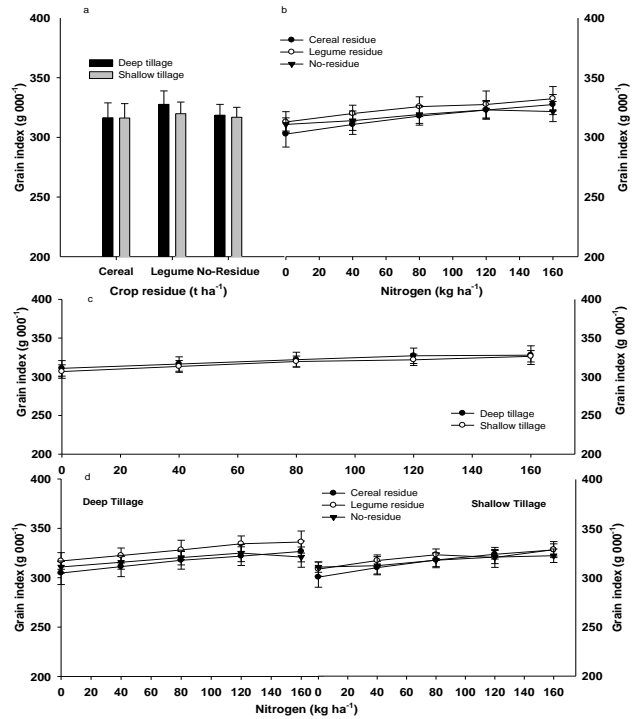 a
b
400
350
300
250
200
Grain index (g 000⁻¹)
Deep tillage
Shallow tillage
Cereal Legume No-Residue
Crop residue (t ha⁻¹)
Cereal residue
Legume residue
No-residue
0 40 80 120 160
Nitrogen (kg ha⁻¹)
400
350
300
250
200
Grain index (g 000⁻¹)
c
400
350
300
250
200
Grain index (g 000⁻¹)
Deep tillage
Shallow tillage
0 20 40 60 80 100 120 140 160
400
350
300
250
200
Grain index (g 000⁻¹)
d
400
350
300
250
200
Grain index (g 000⁻¹)
Deep Tillage
Cereal residue
Legume residue
No-residue
Shallow Tillage
0 20 40 60 80 100 120 140 160 0 20 40 60 80 100 120 140 160
Nitrogen (kg ha⁻¹)
400
350
300
250
200
Grain index (g 000⁻¹)